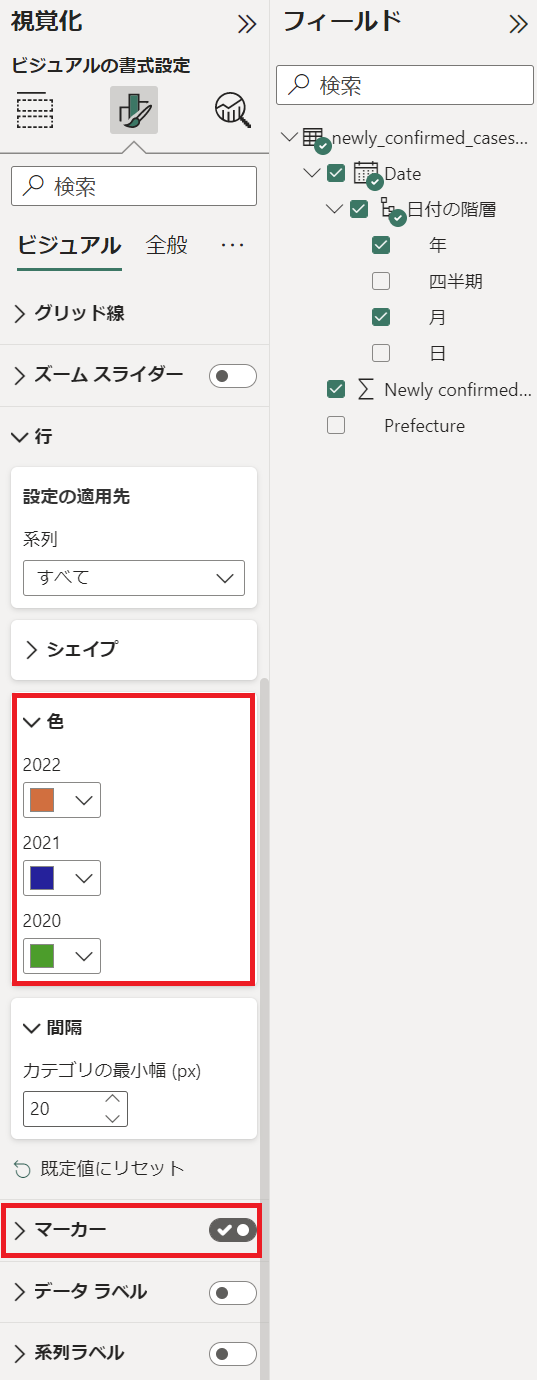 視覚化
ビジュアルの書式設定
検索
ビジュアル 全般 ...
グリッド線
ズーム スライダー
行
設定の適用先
系列
すべて
シェイプ
色
2022
2021
2020
間隔
カテゴリの最小幅 (px)
20
既定値にリセット
マーカー
データ ラベル
系列ラベル
フィールド
検索
newly_confirmed_cases...
Date
日付の階層
年
四半期
月
日
Newly confirmed...
Prefecture